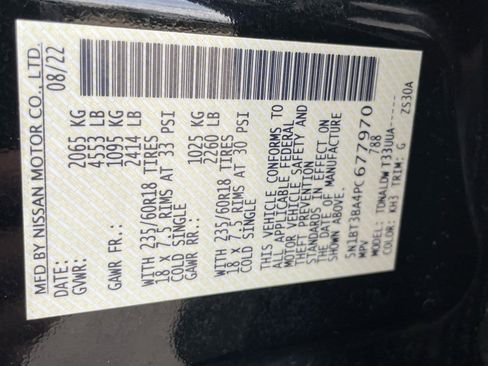 MFD BY NISSAN MOTOR CO., LTD.
DATE: 08/22
GVWR: 2065 KG
4553 LB
GAWR FR.: 1095 KG
2414 LB
WITH 235/60R18 TIRES
18 X 7.5 RIMS AT 33 PSI
COLD SINGLE
GAWR RR.: 1025 KG
2260 LB
WITH 235/60R18 TIRES
18 X 7.5 RIMS AT 30 PSI
COLD SINGLE
THIS VEHICLE CONFORMS TO
ALL APPLICABLE FEDERAL
MOTOR VEHICLE SAFETY AND
THEFT PREVENTION
STANDARDS IN EFFECT ON
THE DATE OF MANUFACTURE
SHOWN ABOVE.
5N1BT3BA4PC677970
MPV 788
MODEL: TDNALDW T33UUA-----
COLOR: KH3 TRIM: G ZS30A